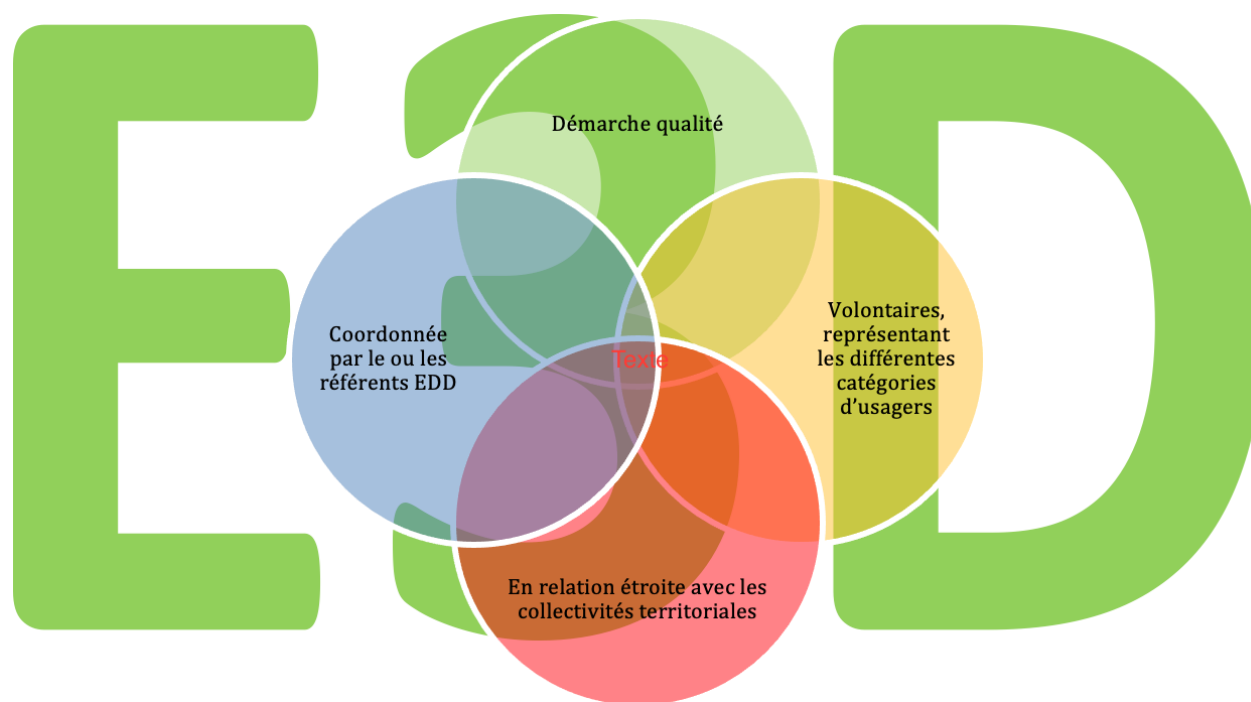 E3D
Démarche qualité
Coordonnée
par le ou les
référents EDD
Texte
Volontaires,
représentant
les différentes
catégories
d’usagers
En relation étroite avec les
collectivités territoriales